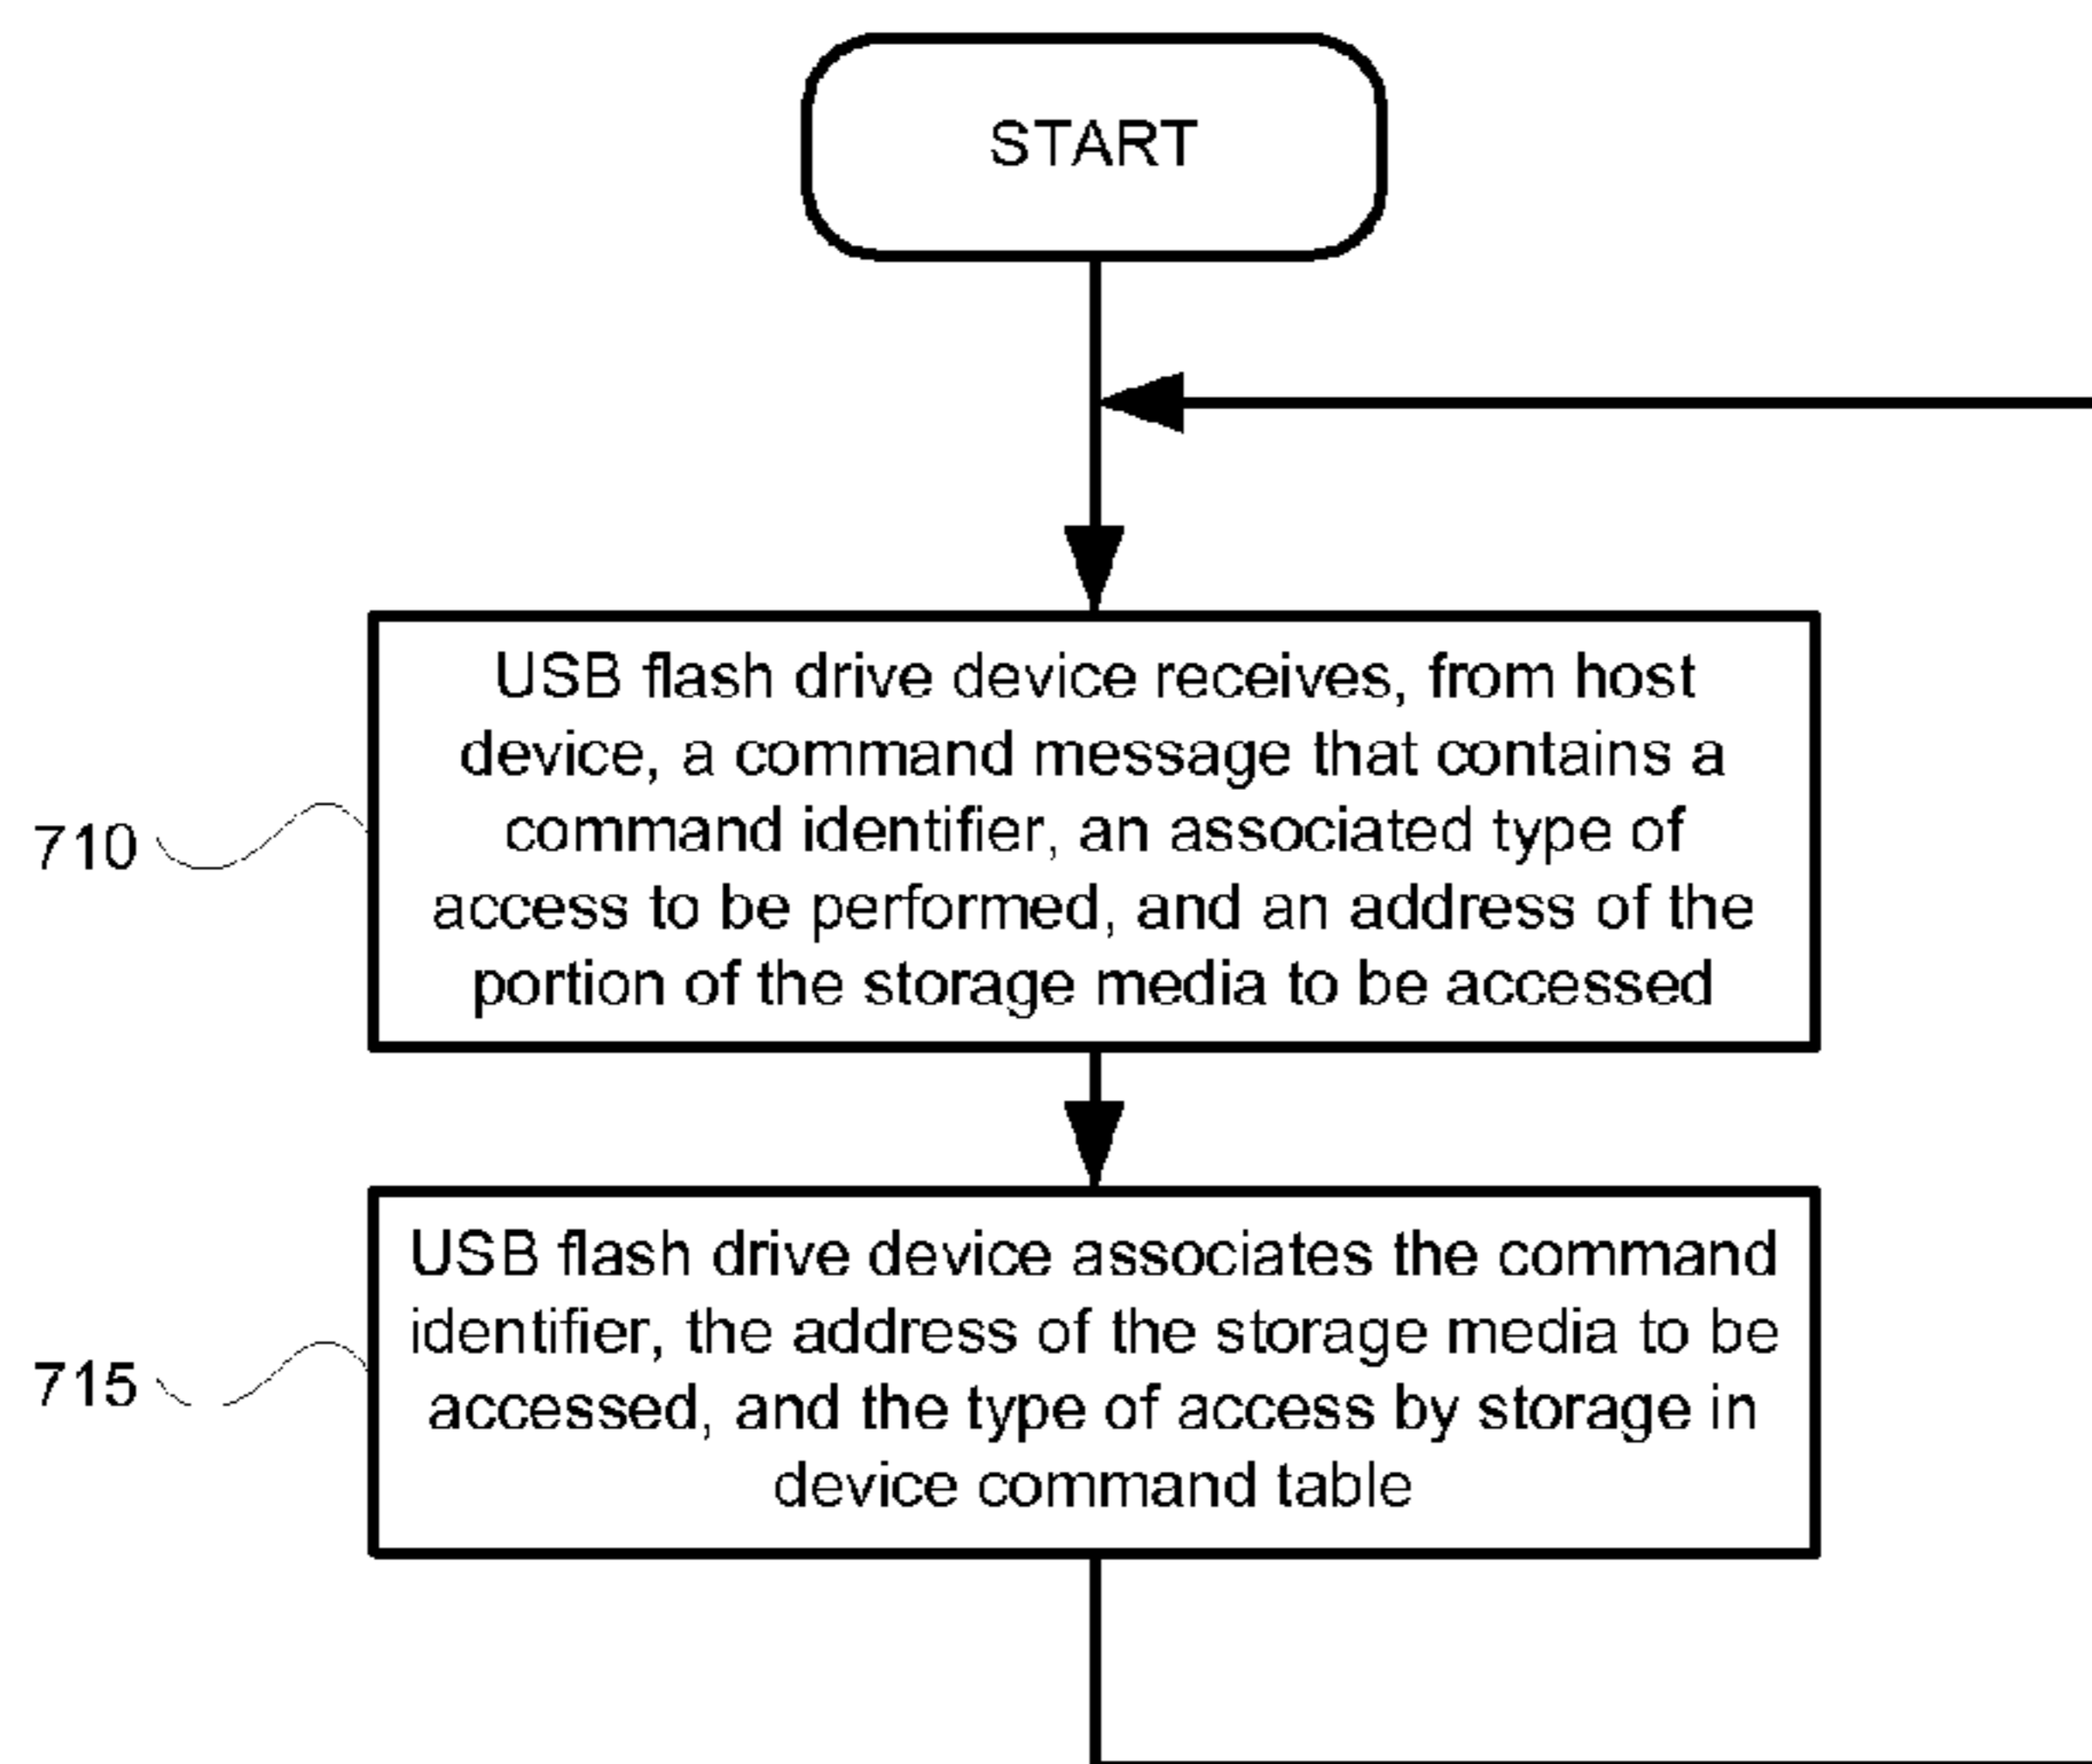 START
USB flash drive device receives, from host
device, a command message that contains a
command identifier, an associated type of
access to be performed, and an address of the
portion of the storage media to be accessed
710
USB flash drive device associates the command
identifier, the address of the storage media to be
accessed, and the type of access by storage in
device command table
715